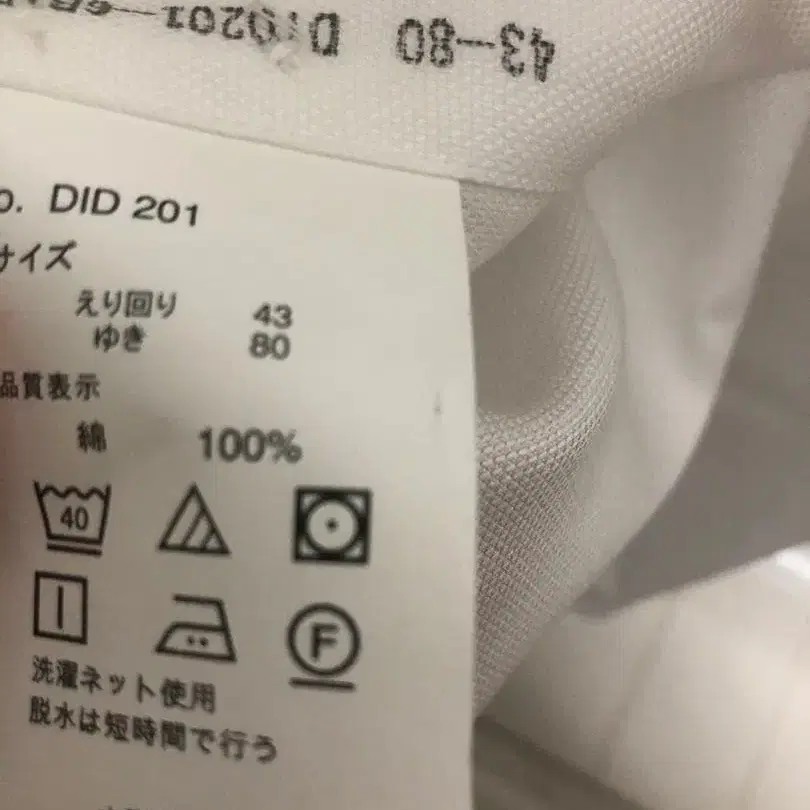 43-80 D10201
o. DID 201
サイズ
えり回り 43
ゆき 80
品質表示
綿 100%
40
F
洗濯ネット使用
脱水は短時間で行う